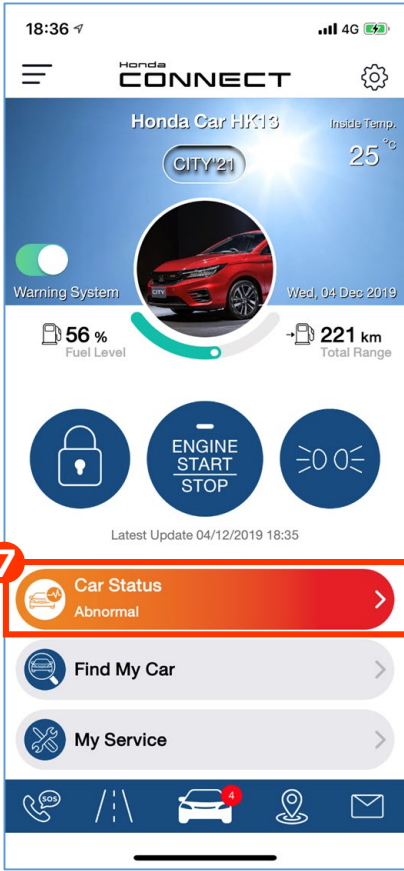 18:36
4G
Honda
CONNECT
Honda Car HK13
Inside Temp.
CITY'21
25 °c
CITY
Warning System
Wed, 04 Dec 2019
56 %
Fuel Level
221 km
Total Range
ENGINE
START
STOP
Latest Update 04/12/2019 18:35
7
Car Status
Abnormal
Find My Car
My Service
SOS
4